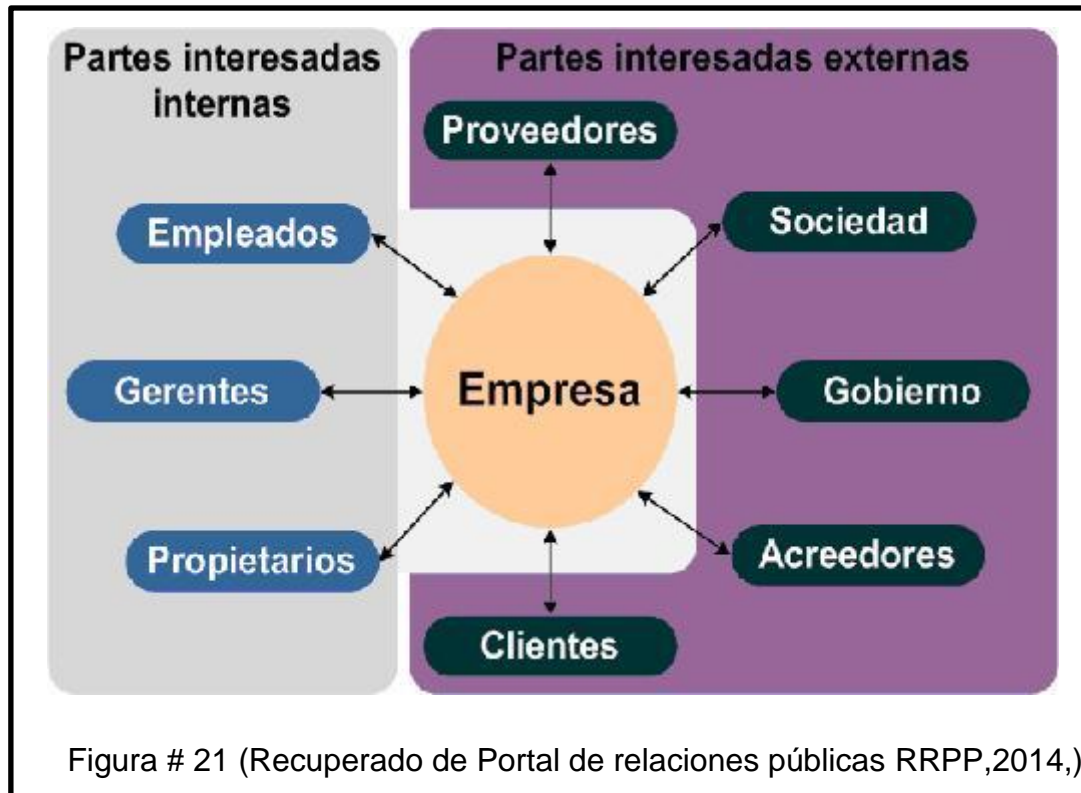 Partes interesadas
internas
Partes interesadas externas
Proveedores
Empleados
Sociedad
Gerentes
Empresa
Gobierno
Propietarios
Acreedores
Clientes
Figura # 21 (Recuperado de Portal de relaciones públicas RRPP,2014,)